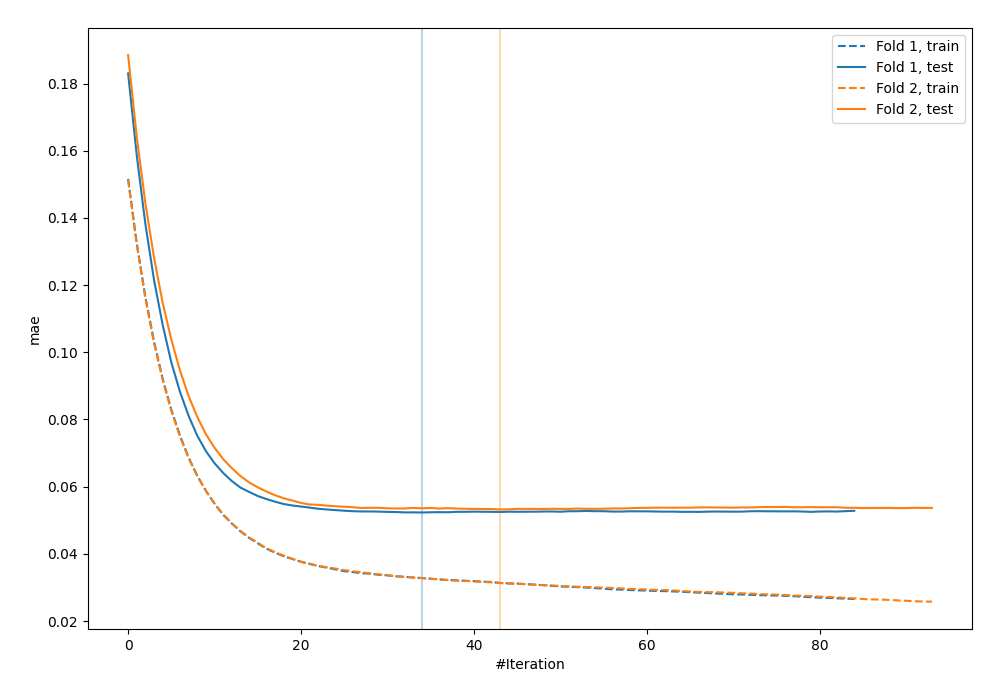 Fold 1, train
Fold 1, test
Fold 2, train
Fold 2, test
0.18
0.16
0.14
0.12
0.10
0.08
0.06
0.04
0.02
mae
0 20 40 60 80
#Iteration